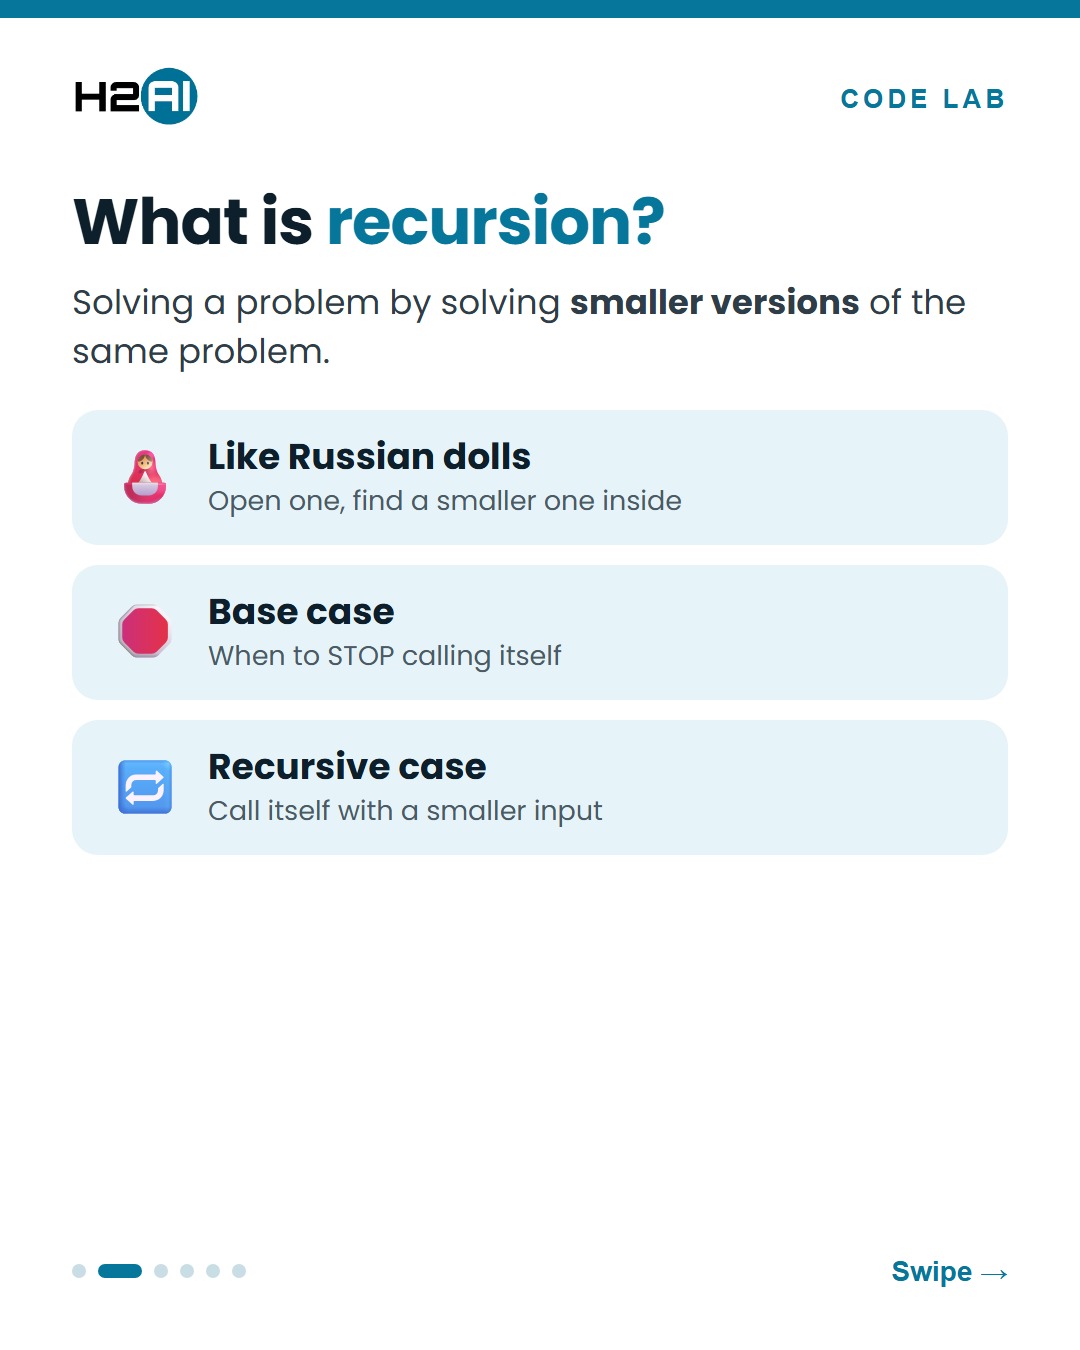 H2AI
CODE LAB
What is recursion?
Solving a problem by solving smaller versions of the
same problem.
Like Russian dolls
Open one, find a smaller one inside
Base case
When to STOP calling itself
Recursive case
Call itself with a smaller input
Swipe →